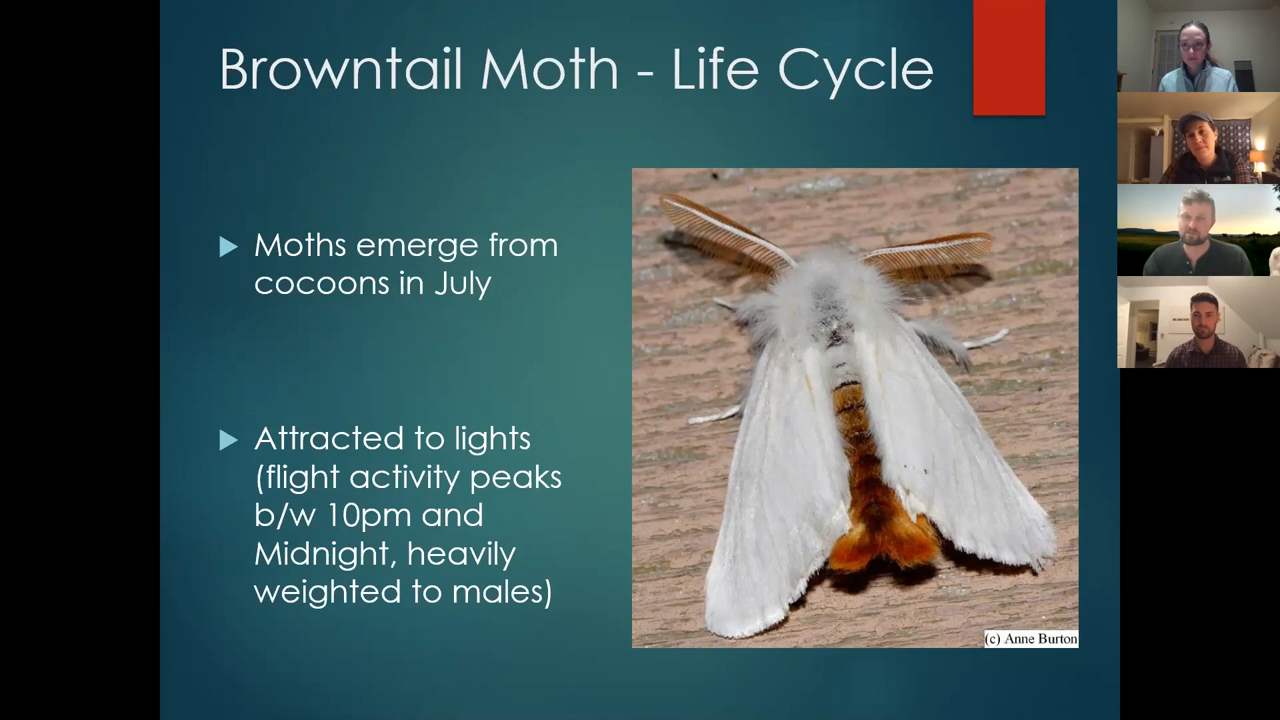 Browntail Moth - Life Cycle
Moths emerge from
cocoons in July
Attracted to lights
(flight activity peaks
b/w 10pm and
Midnight, heavily
weighted to males)
(c) Anne Burton